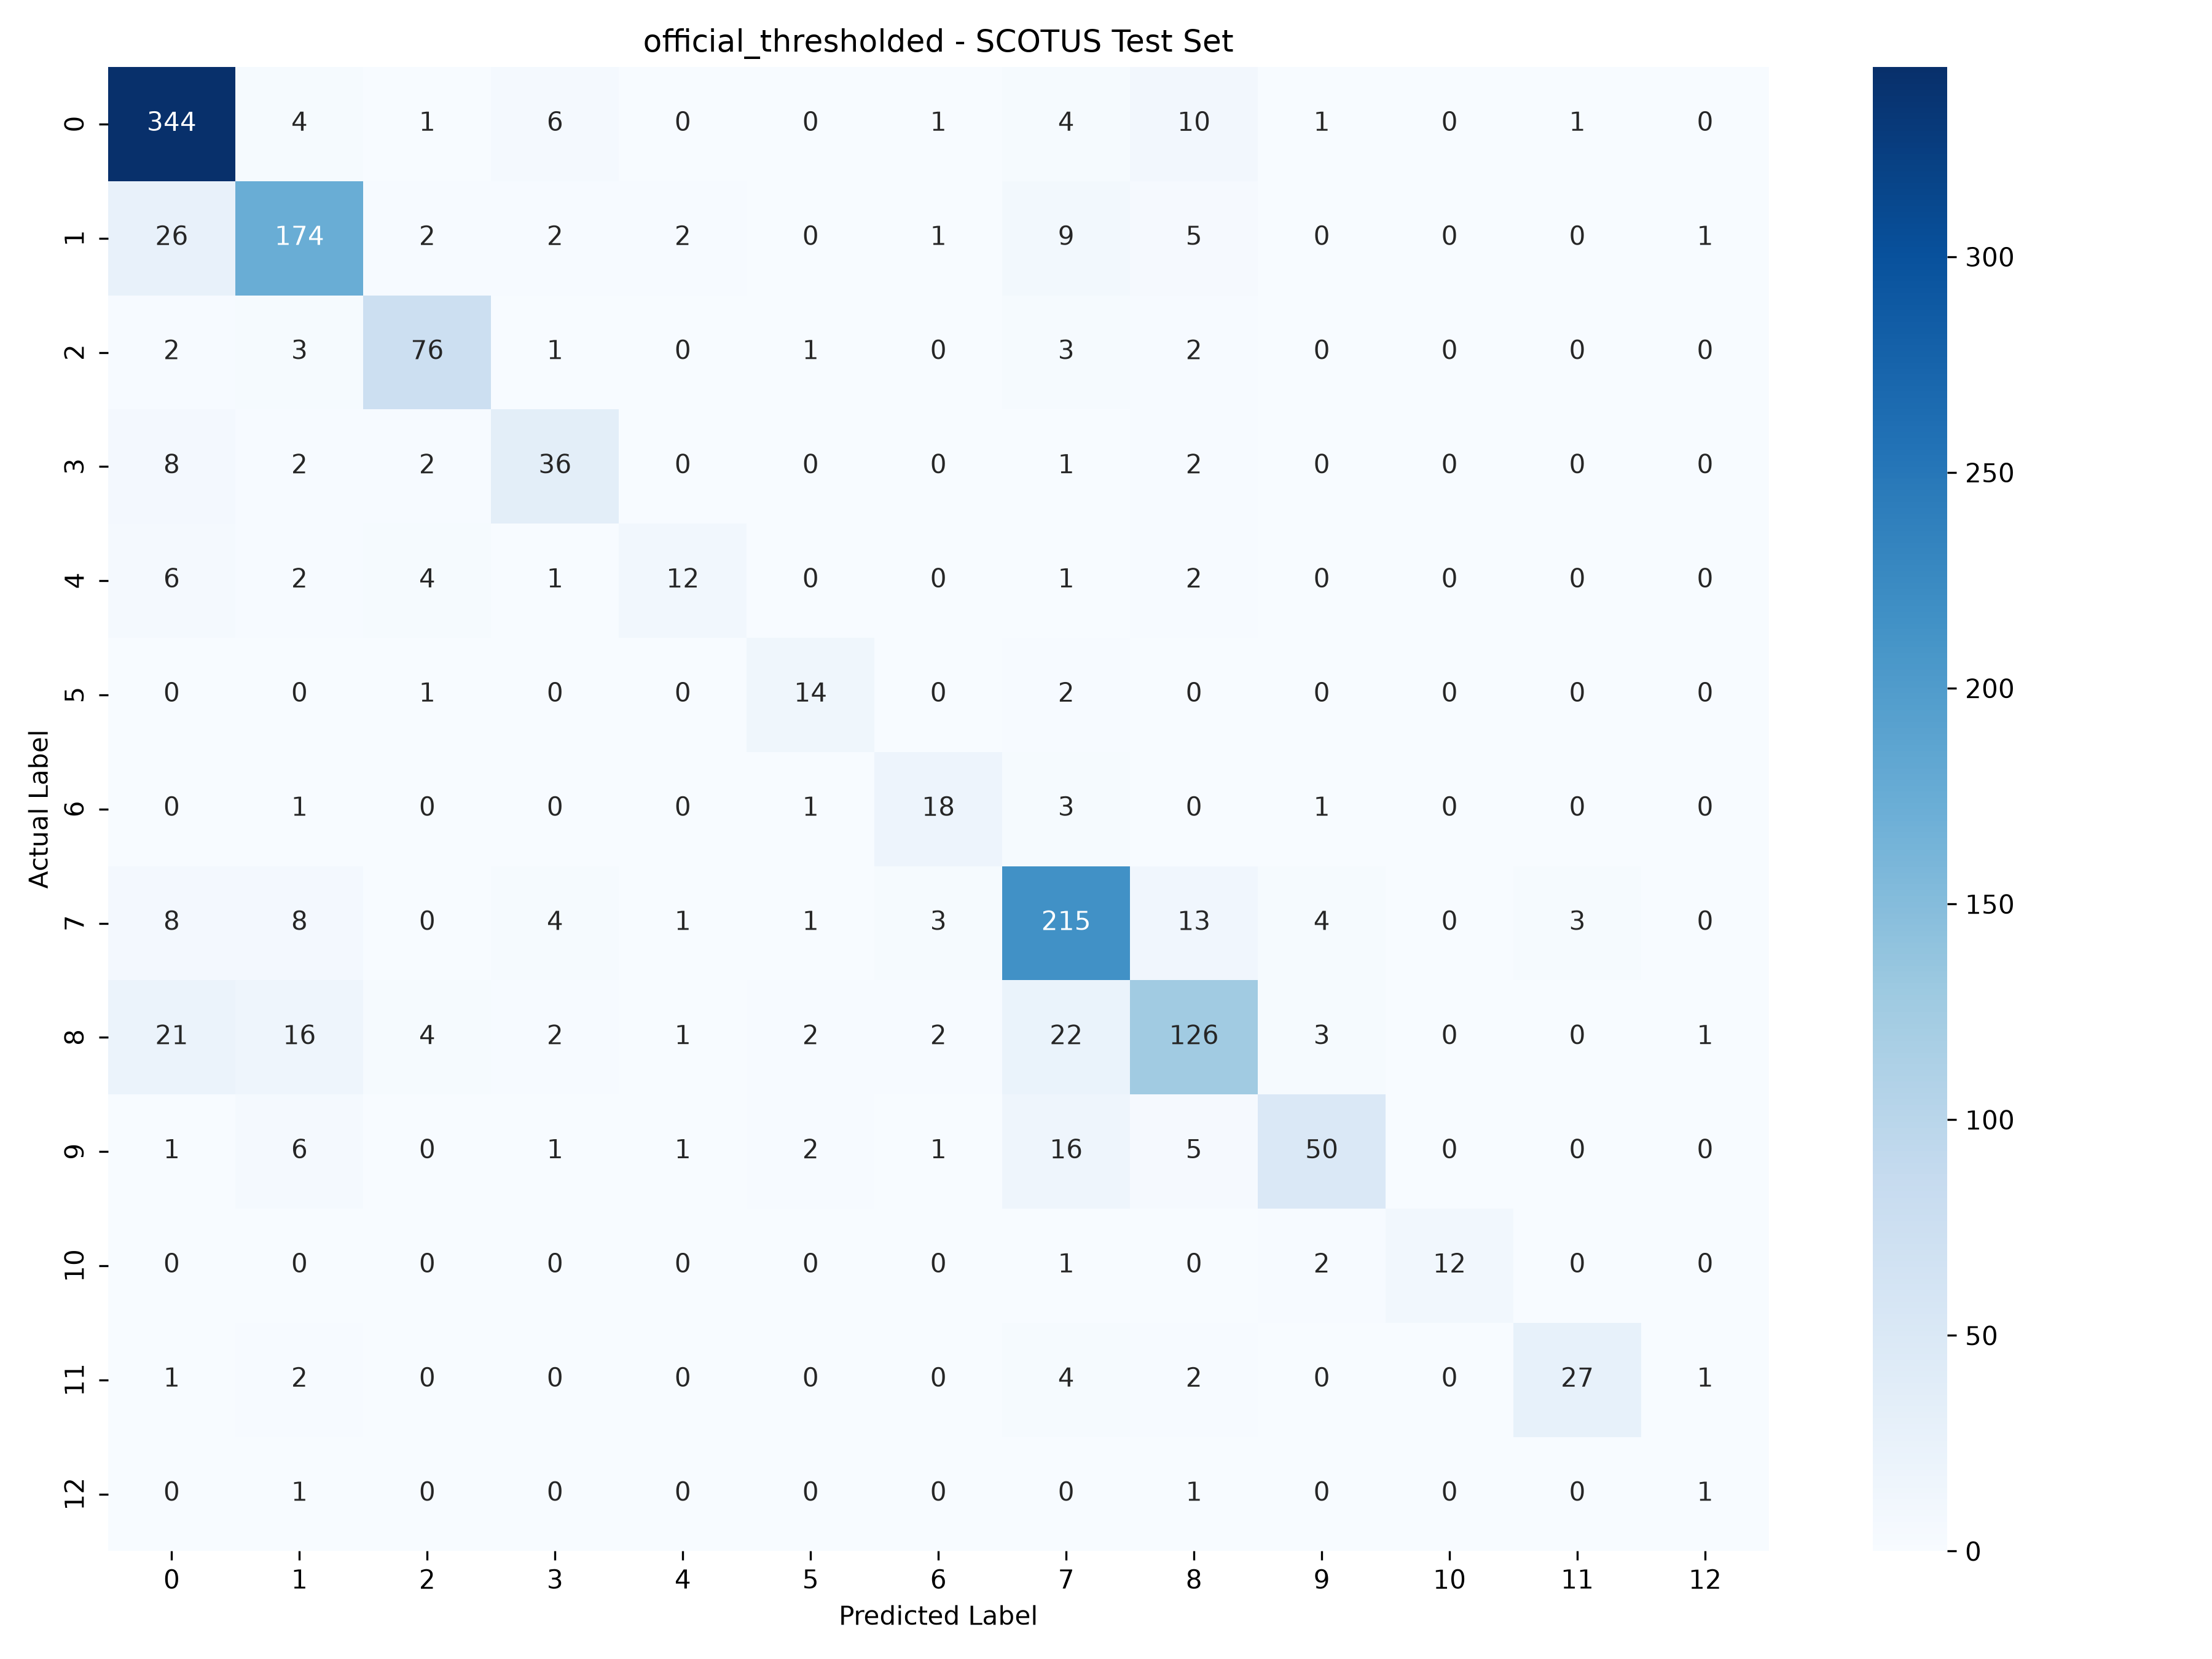 official_thresholded - SCOTUS Test Set
0 344 4 1 6 0 0 1 4 10 1 0 1 0
1 26 174 2 2 2 0 1 9 5 0 0 0 1
2 2 3 76 1 0 1 0 3 2 0 0 0 0
3 8 2 2 36 0 0 0 1 2 0 0 0 0
4 6 2 4 1 12 0 0 1 2 0 0 0 0
5 0 0 1 0 0 14 0 2 0 0 0 0 0
6 0 1 0 0 0 1 18 3 0 1 0 0 0
7 8 8 0 4 1 1 3 215 13 4 0 3 0
8 21 16 4 2 1 2 2 22 126 3 0 0 1
9 1 6 0 1 1 2 1 16 5 50 0 0 0
10 0 0 0 0 0 0 0 1 0 2 12 0 0
11 1 2 0 0 0 0 0 4 2 0 0 27 1
12 0 1 0 0 0 0 0 0 1 0 0 0 1
0 1 2 3 4 5 6 7 8 9 10 11 12
Predicted Label
Actual Label
300
250
200
150
100
50
0